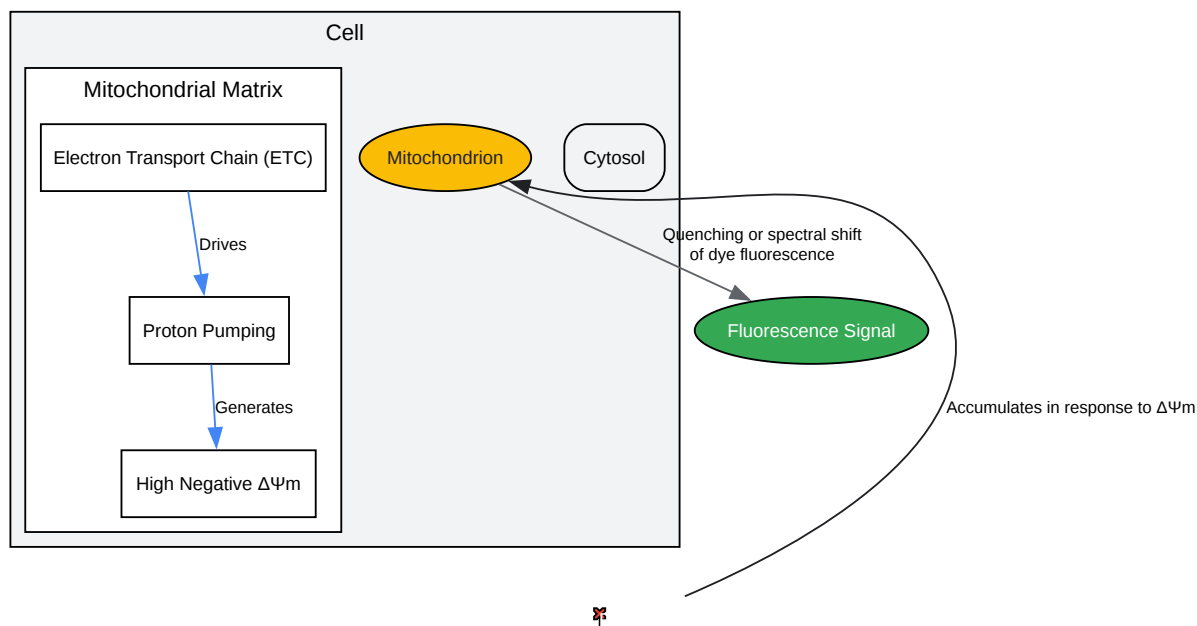 Cell
Mitochondrial Matrix
Electron Transport Chain (ETC)
Mitochondrion
Cytosol
Drives
Quenching or spectral shift
of dye fluorescence
Proton Pumping
Fluorescence Signal
Generates
Accumulates in response to ΔΨm
High Negative ΔΨm